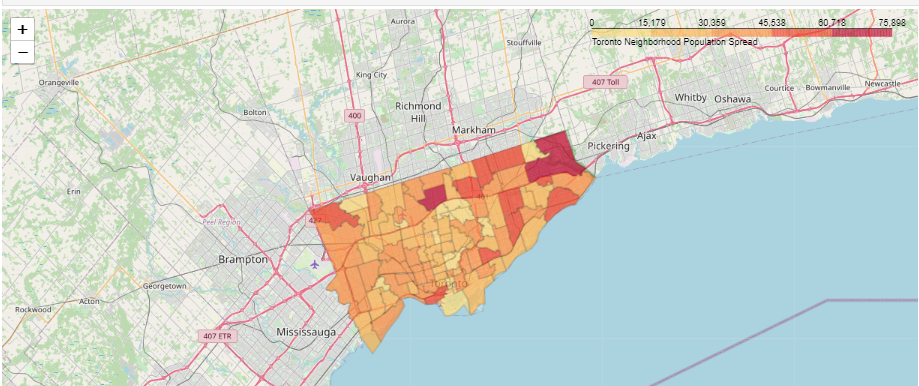 +
−
Aurora
Stouffville
Orangeville
King City
Bolton
Richmond
Hill
400
Markham
Vaughan
0 15,179 30,359 45,538 60,718 75,898
Toronto Neighborhood Population Spread
407 Toll
Whitby
Oshawa
Courtice
Bowmanville
Newcastle
Ajax
Pickering
Erin
Peel Region
427
401
Brampton
Georgetown
Toronto
Acton
Rockwood
Mississauga
407 ETR